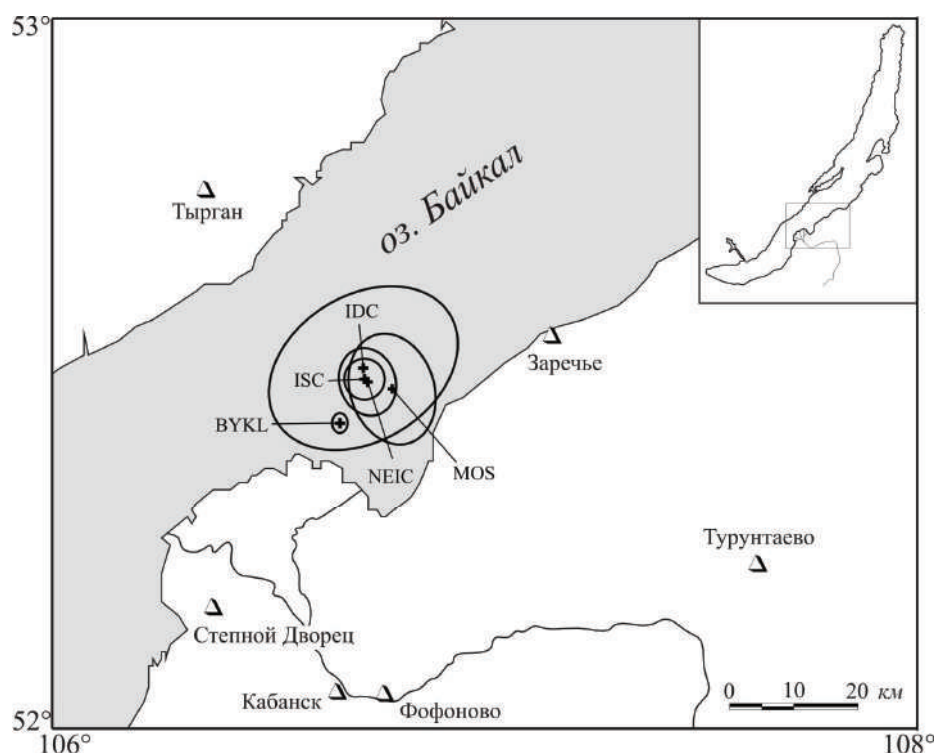 53°
Тырган
оз. Байкал
IDC
ISC
Заречье
BYKL
NEIC
MOS
Турунтаево
Степной Дворец
Кабанск
Фофоново
0 10 20 км
52°
106°
108°